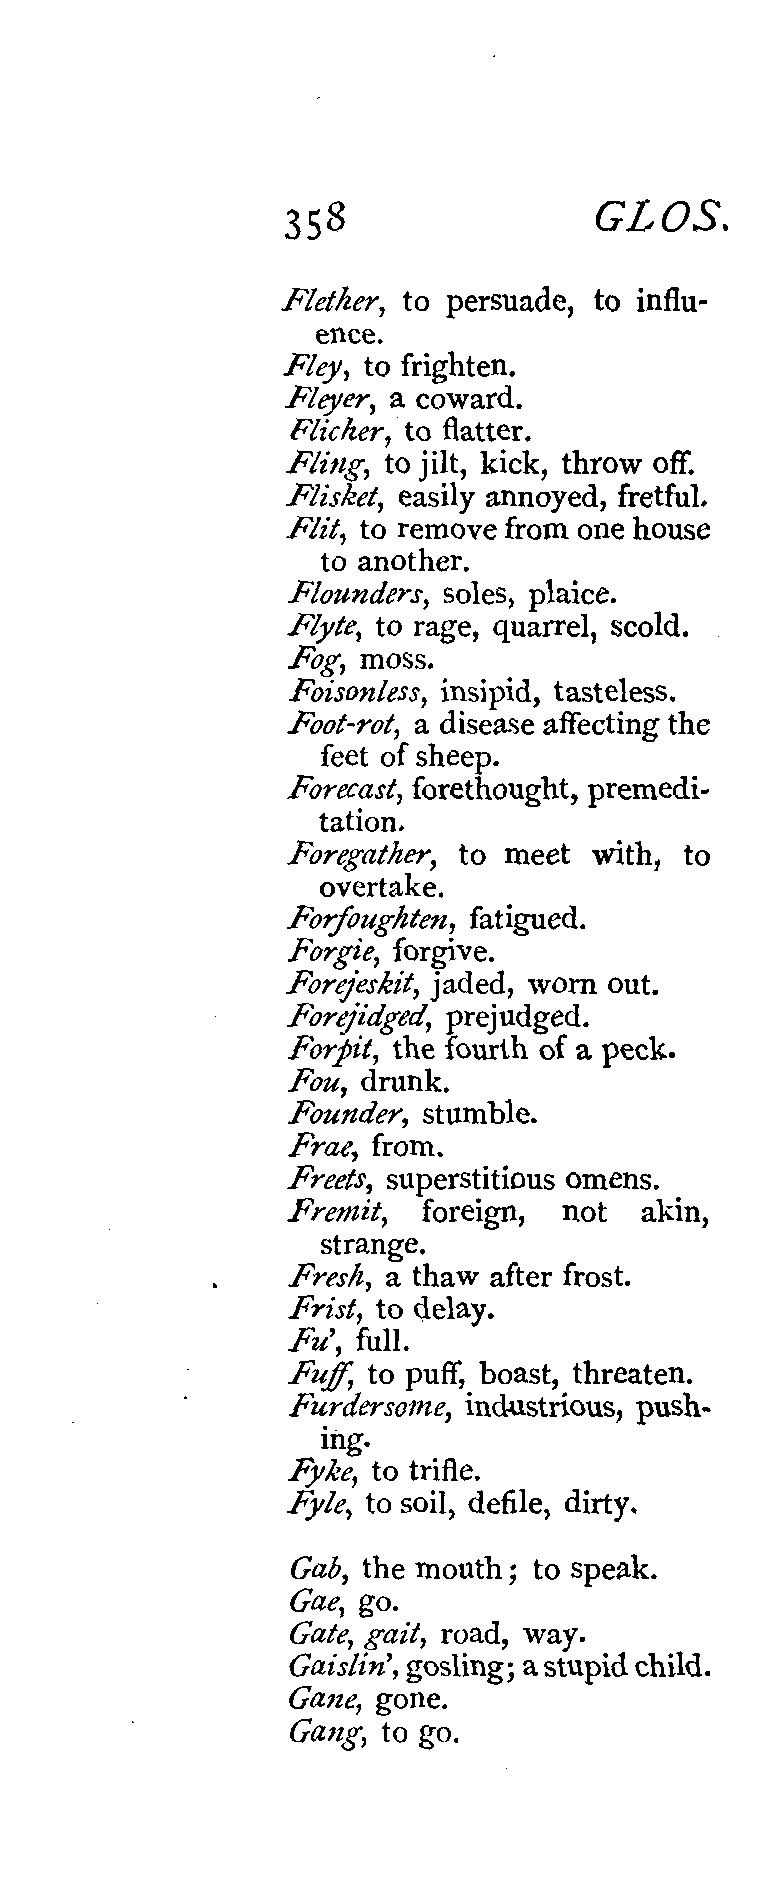 358 GLOS.
Flether, to persuade, to influ-
ence.
Fley, to frighten.
Fleyer, a coward.
Flicher, to flatter.
Fling, to jilt, kick, throw off.
Flisket, easily annoyed, fretful.
Flit, to remove from one house
to another.
Flounders, soles, plaice.
Flyte, to rage, quarrel, scold.
Fog, moss.
Foisonless, insipid, tasteless.
Foot-rot, a disease affecting the
feet of sheep.
Forecast, forethought, premedi-
tation.
Foregather, to meet with, to
overtake.
Forfoughten, fatigued.
Forgie, forgive.
Forejeskit, jaded, worn out.
Forejidged, prejudged.
Forpit, the fourth of a peck.
Fou, drunk.
Founder, stumble.
Frae, from.
Freets, superstitious omens.
Fremit, foreign, not akin,
strange.
Fresh, a thaw after frost.
Frist, to delay.
Fu', full.
Fuff, to puff, boast, threaten.
Furdersome, industrious, push-
ing.
Fyke, to trifle.
Fyle, to soil, defile, dirty.
Gab, the mouth; to speak.
Gae, go.
Gate, gait, road, way.
Gaislin', gosling; a stupid child.
Gane, gone.
Gang, to go.